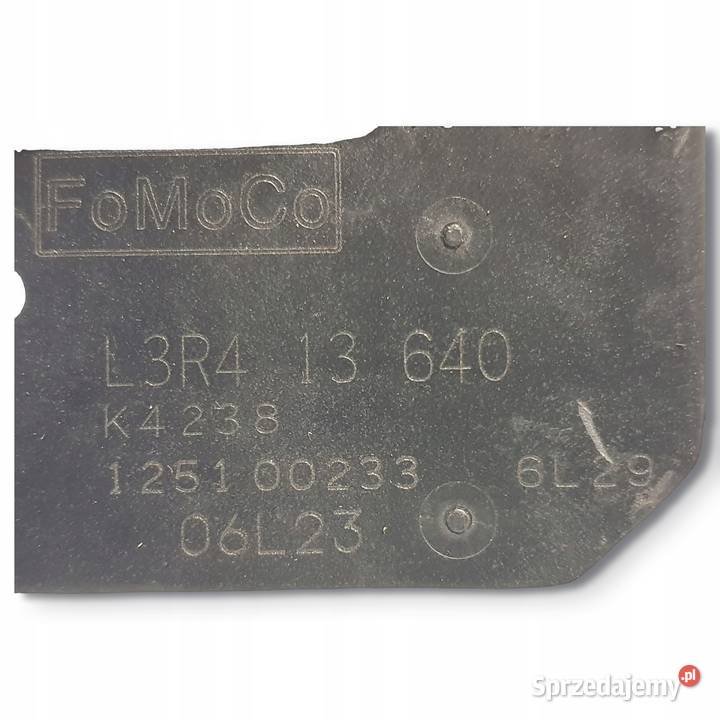 FoMoCo
L3R4 13 640
K4238
125100233 6L29
06L23
Sprzedajemy.pl